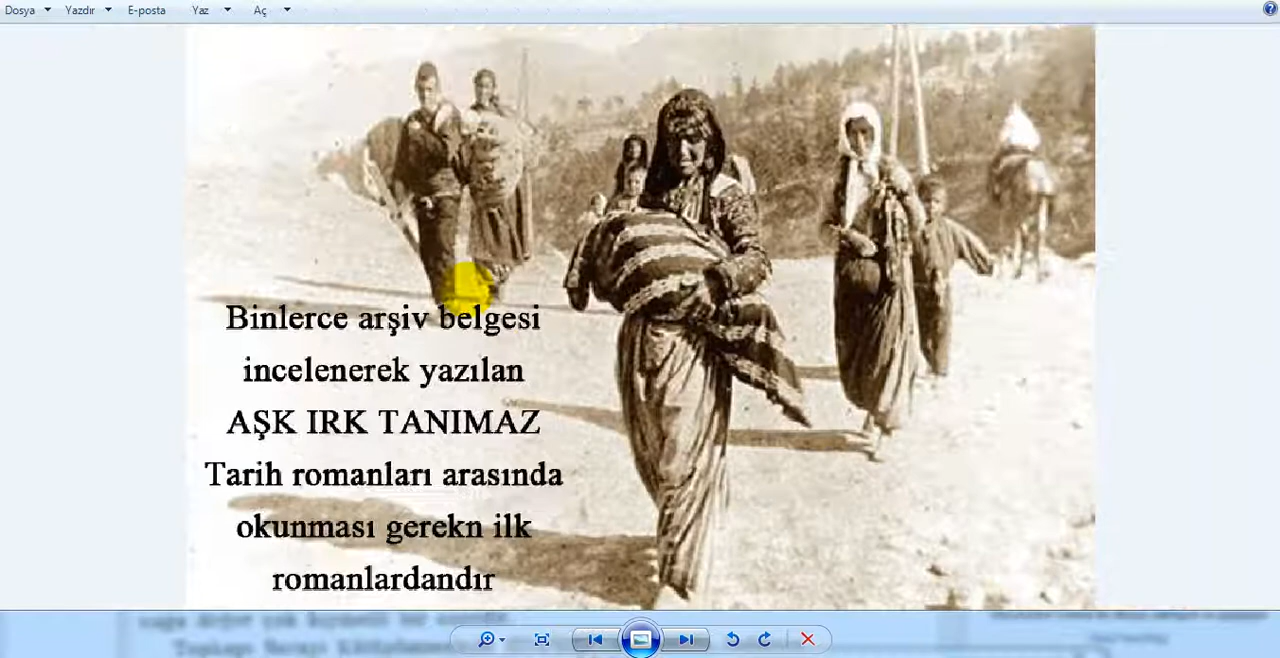 Dosya Yazdır E-posta Yaz Aç
Binlerce arşiv belgesi
incelenerek yazılan
AŞK IRK TANIMAZ
Tarih romanları arasında
okunması gerekn ilk
romanlardandır